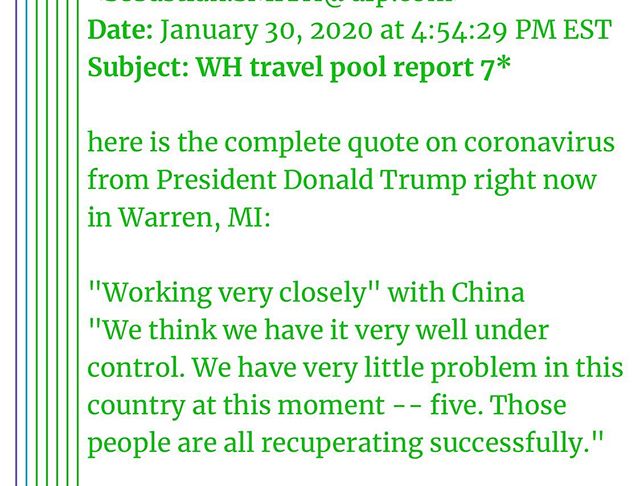 Date: January 30, 2020 at 4:54:29 PM EST
Subject: WH travel pool report 7*
here is the complete quote on coronavirus
from President Donald Trump right now
in Warren, MI:
"Working very closely" with China
"We think we have it very well under
control. We have very little problem in this
country at this moment -- five. Those
people are all recuperating successfully."